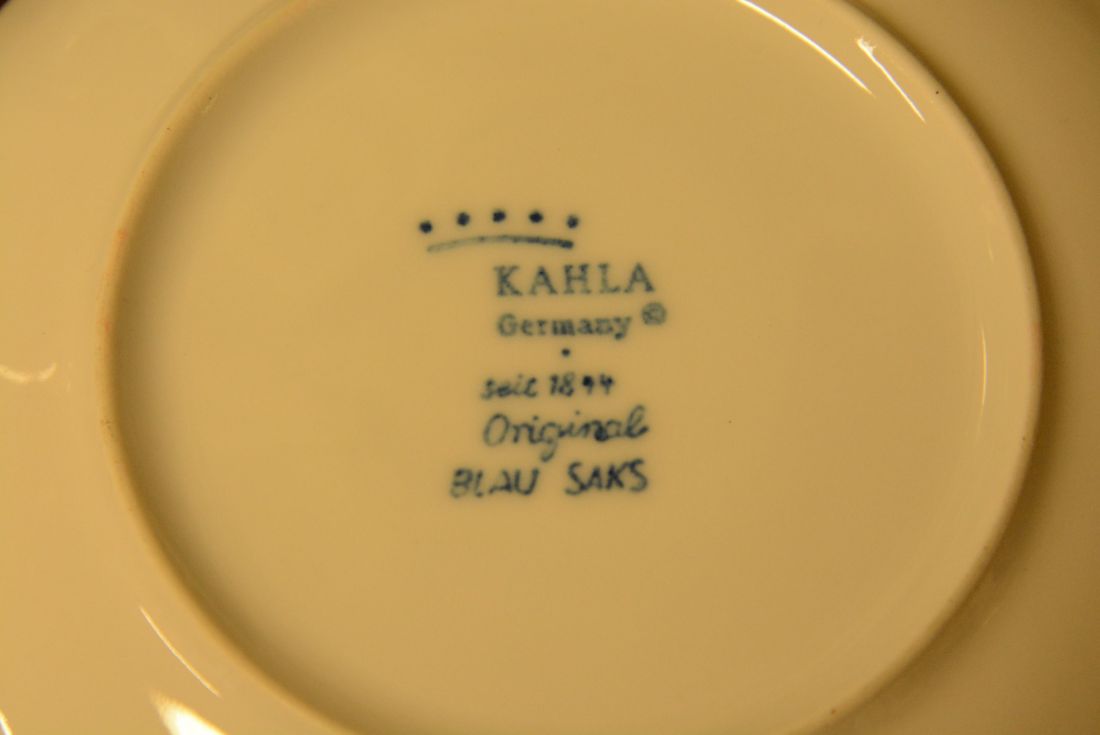 KAHLA
Germany ©
seit 1844
Original
BLAU SAKS